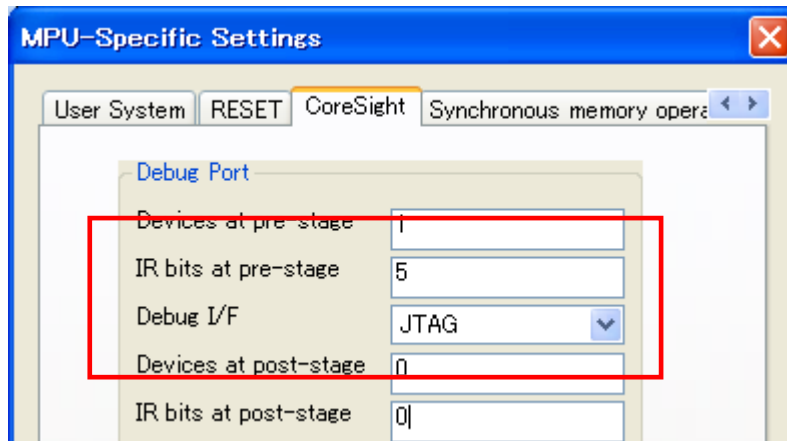 MPU-Specific Settings
User System RESET CoreSight Synchronous memory opera
Debug Port
Devices at pre-stage 1
IR bits at pre-stage 5
Debug I/F JTAG
Devices at post-stage 0
IR bits at post-stage 0